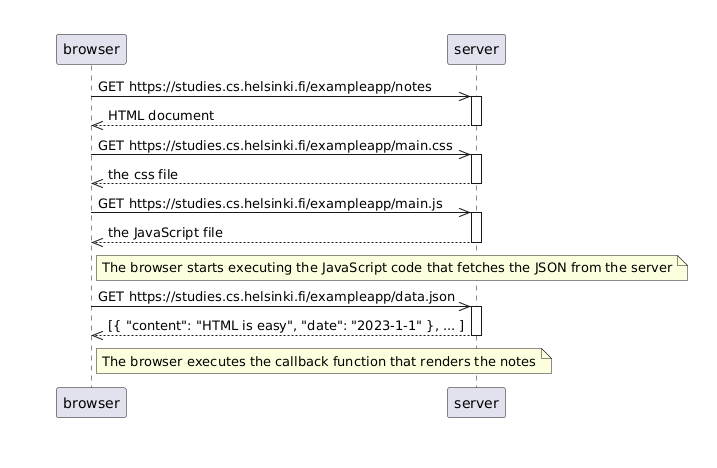 browser
server
GET https://studies.cs.helsinki.fi/exampleapp/notes
HTML document
GET https://studies.cs.helsinki.fi/exampleapp/main.css
the css file
GET https://studies.cs.helsinki.fi/exampleapp/main.js
the JavaScript file
The browser starts executing the JavaScript code that fetches the JSON from the server
GET https://studies.cs.helsinki.fi/exampleapp/data.json
[{ "content": "HTML is easy", "date": "2023-1-1" }, ... ]
The browser executes the callback function that renders the notes
browser
server